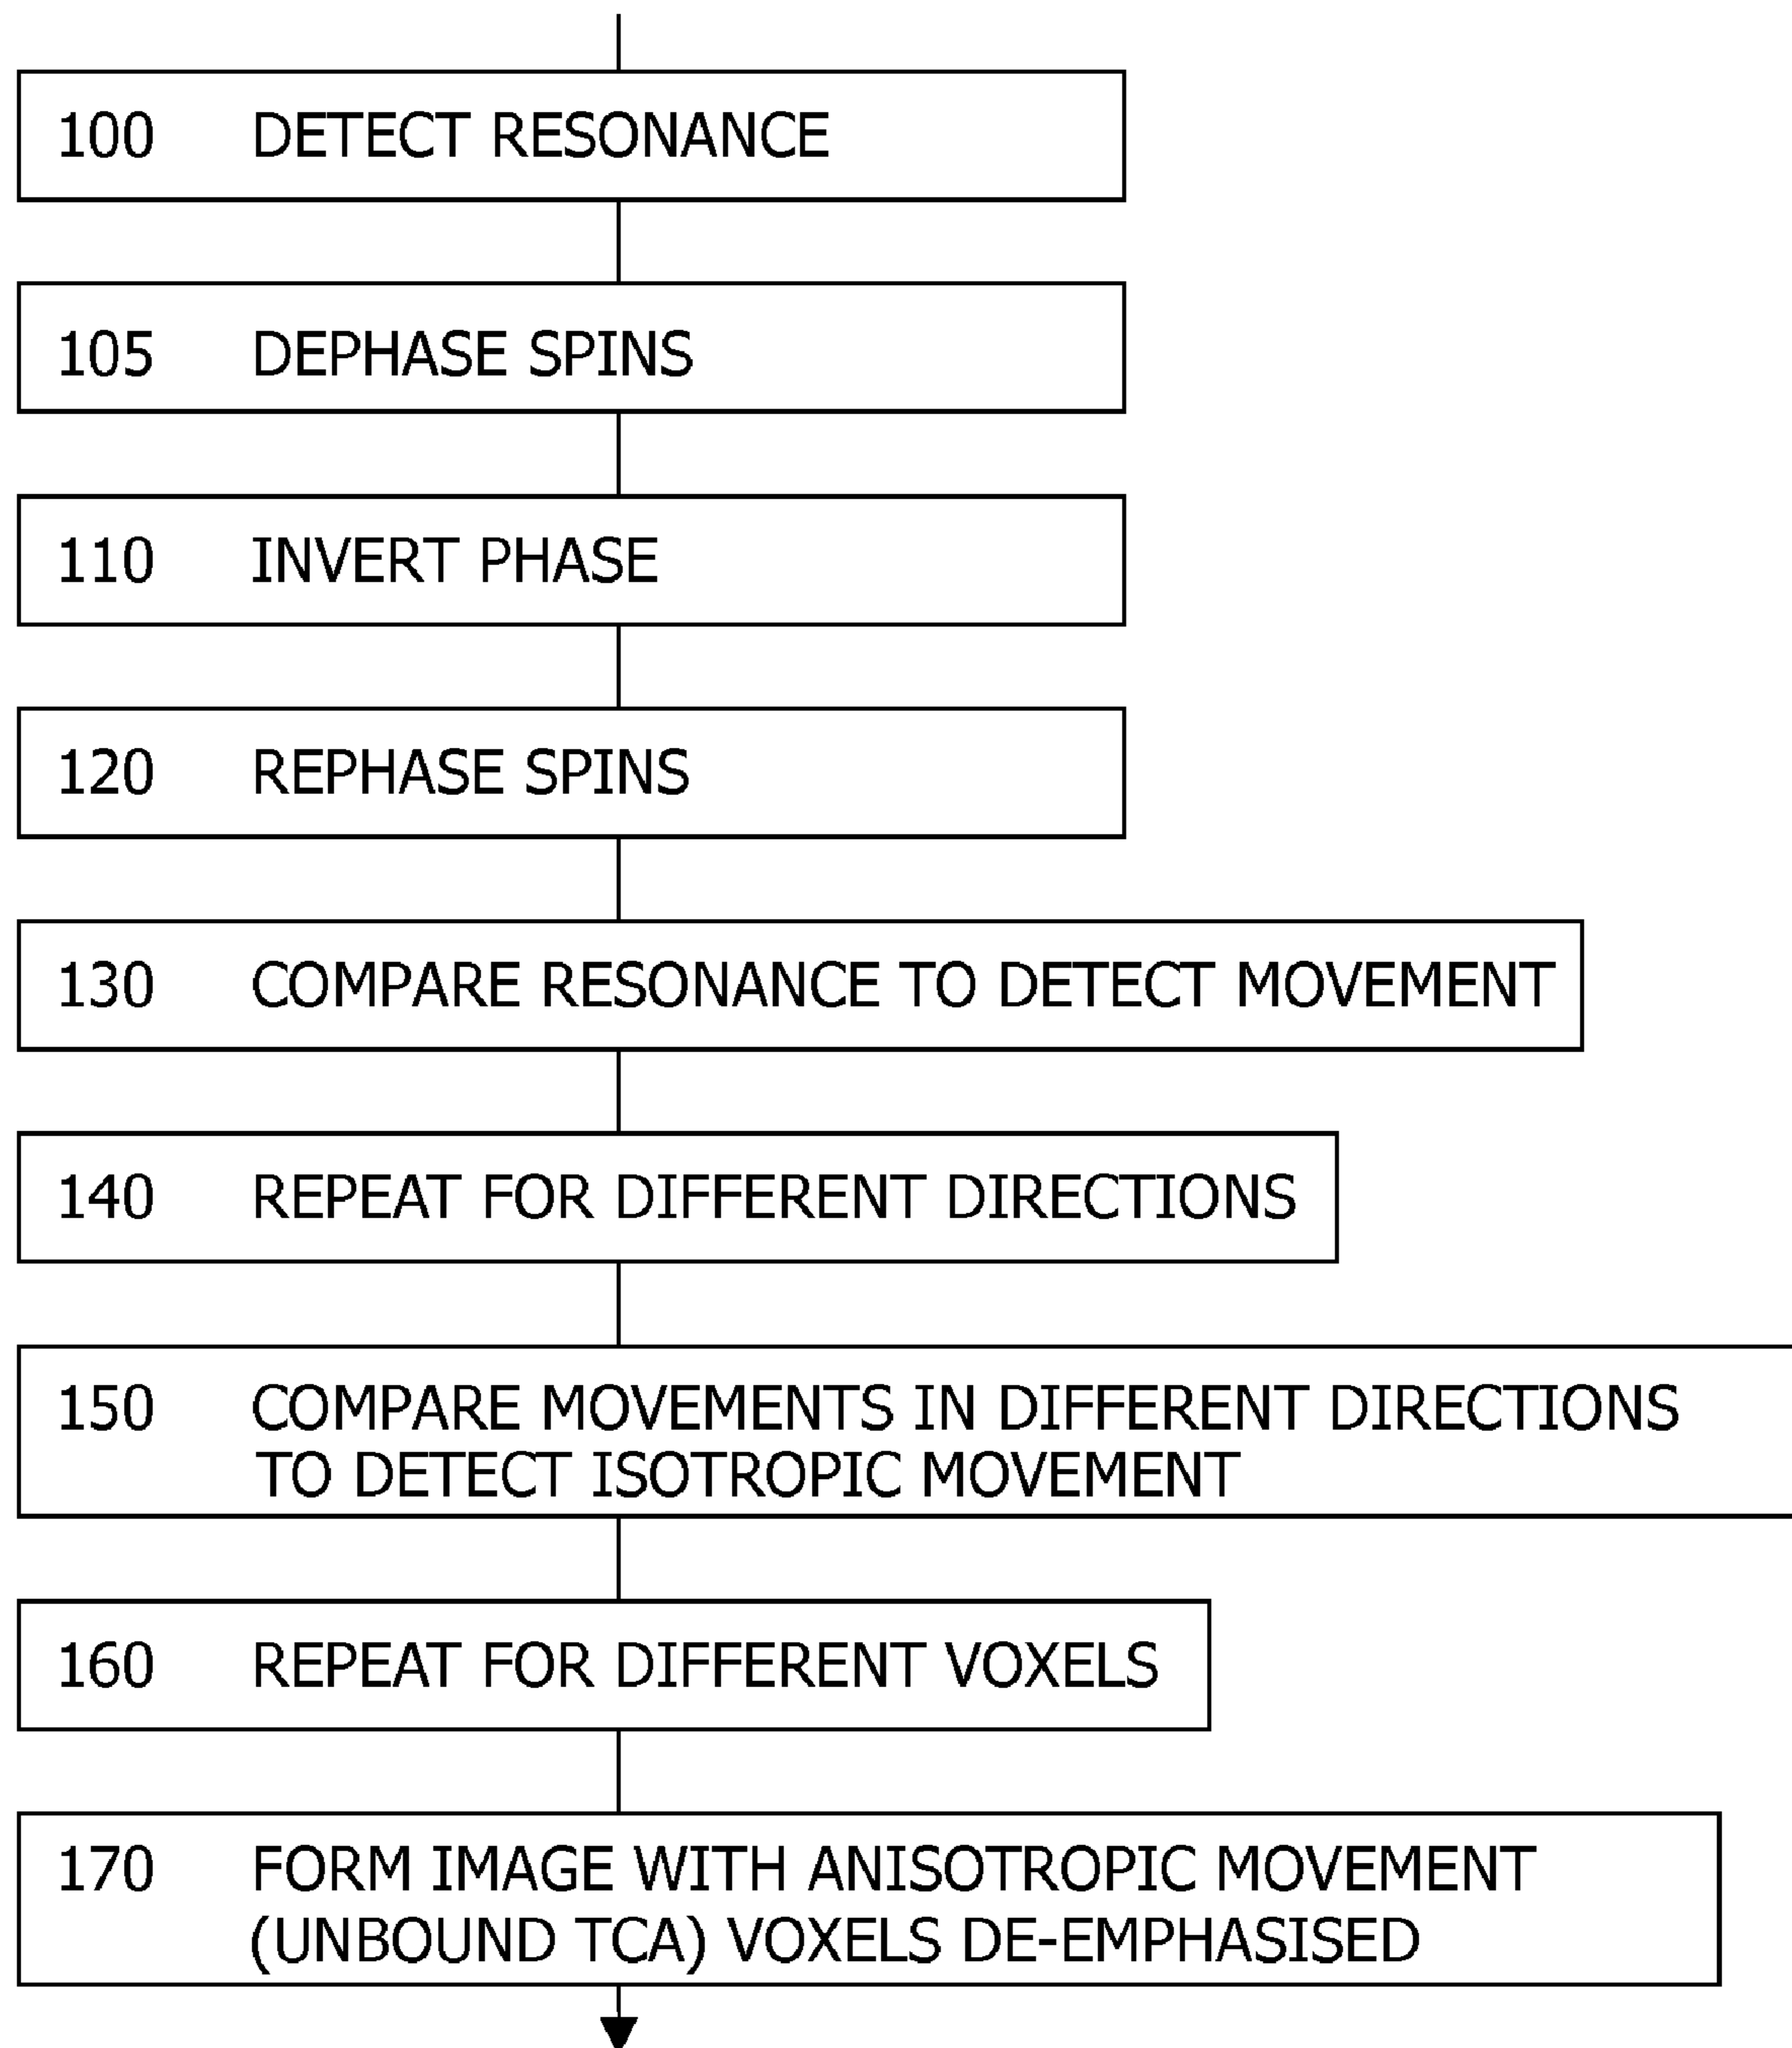 100 DETECT RESONANCE
105 DEPHASE SPINS
110 INVERT PHASE
120 REPHASE SPINS
130 COMPARE RESONANCE TO DETECT MOVEMENT
140 REPEAT FOR DIFFERENT DIRECTIONS
150 COMPARE MOVEMENTS IN DIFFERENT DIRECTIONS
TO DETECT ISOTROPIC MOVEMENT
160 REPEAT FOR DIFFERENT VOXELS
170 FORM IMAGE WITH ANISOTROPIC MOVEMENT
(UNBOUND TCA) VOXELS DE-EMPHASISED